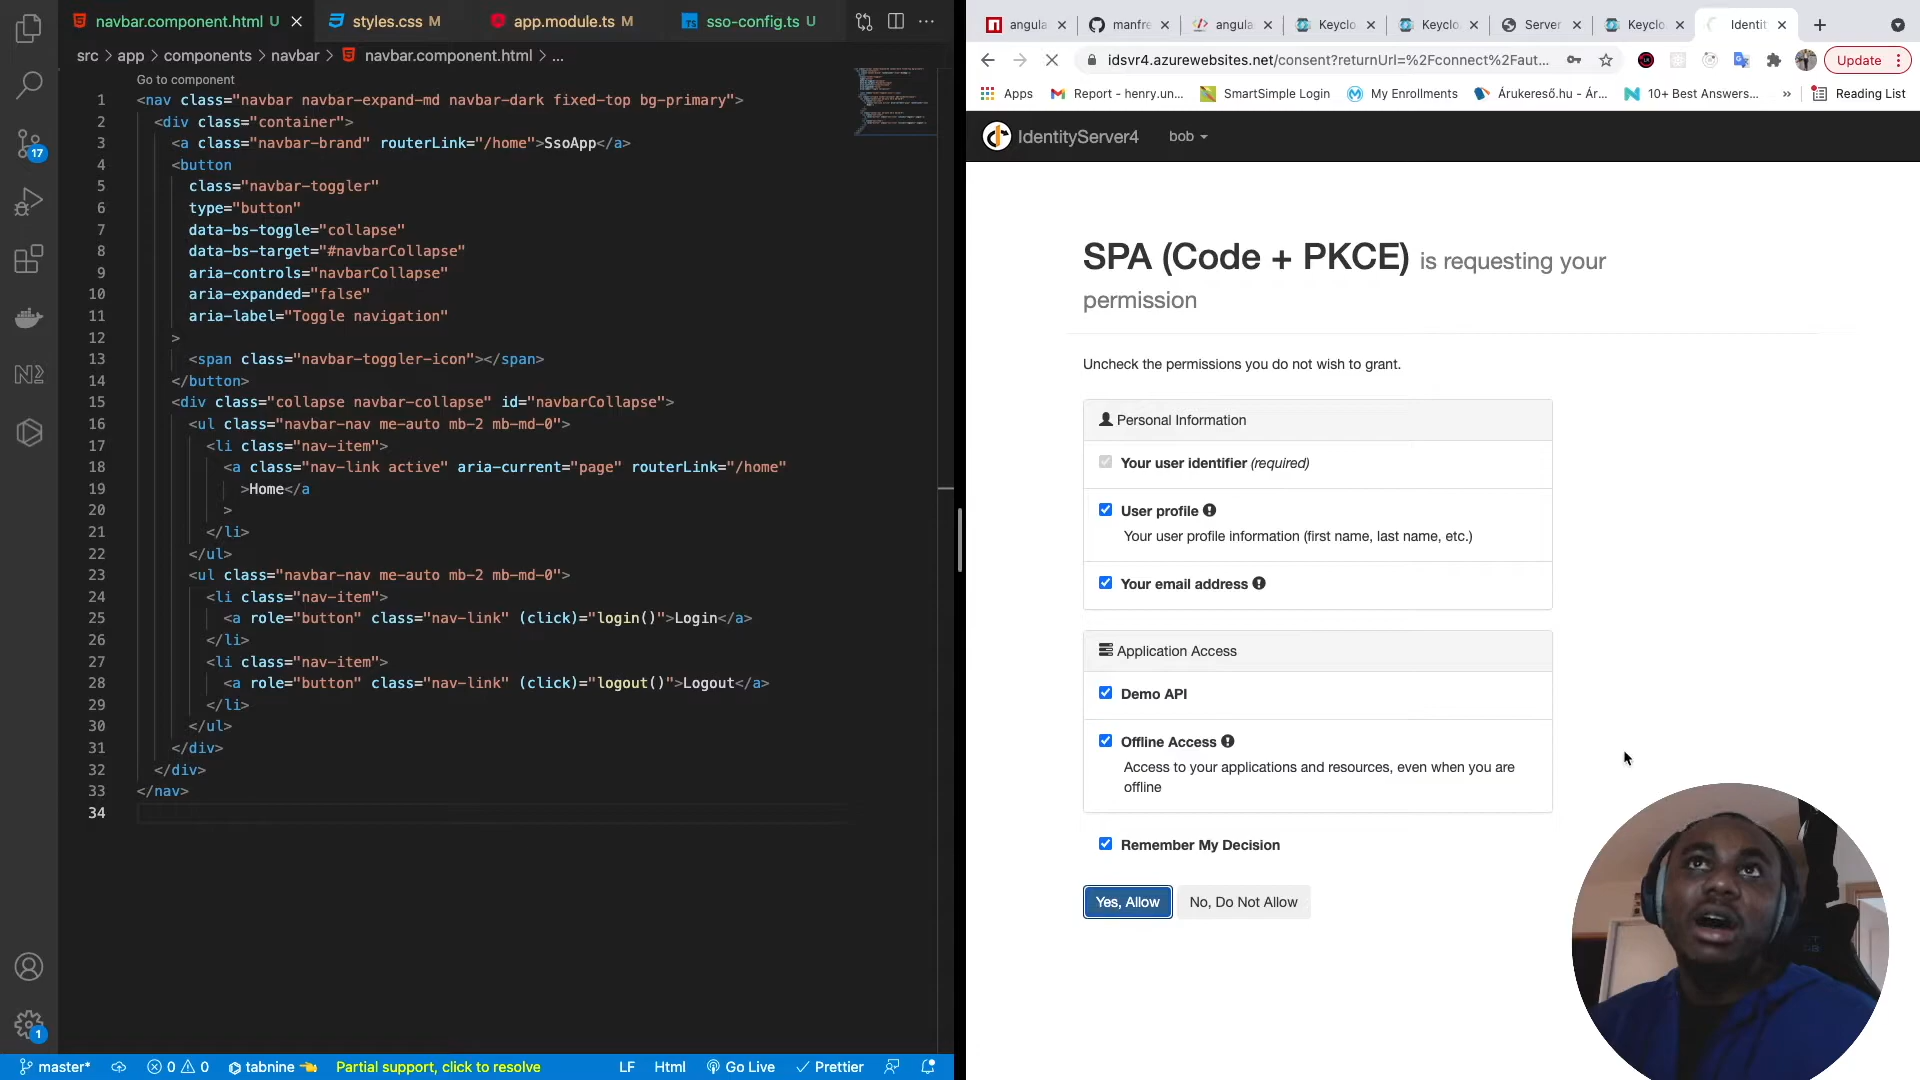 navbar.component.html U
styles.css M
app.module.ts M
sso-config.ts U
src > app > components > navbar > navbar.component.html > ...
Go to component
1 <nav class="navbar navbar-expand-md navbar-dark fixed-top bg-primary">
2 <div class="container">
3 <a class="navbar-brand" routerLink="/home">SsoApp</a>
4 <button
5 class="navbar-toggler"
6 type="button"
7 data-bs-toggle="collapse"
8 data-bs-target="#navbarCollapse"
9 aria-controls="navbarCollapse"
10 aria-expanded="false"
11 aria-label="Toggle navigation"
12 >
13 <span class="navbar-toggler-icon"></span>
14 </button>
15 <div class="collapse navbar-collapse" id="navbarCollapse">
16 <ul class="navbar-nav me-auto mb-2 mb-md-0">
17 <li class="nav-item">
18 <a class="nav-link active" aria-current="page" routerLink="/home"
19 >Home</a
20 >
21 </li>
22 </ul>
23 <ul class="navbar-nav me-auto mb-2 mb-md-0">
24 <li class="nav-item">
25 <a role="button" class="nav-link" (click)="login()">Login</a>
26 </li>
27 <li class="nav-item">
28 <a role="button" class="nav-link" (click)="logout()">Logout</a>
29 </li>
30 </ul>
31 </div>
32 </div>
33 </nav>
34
17
1
master* 0 0 tabnine Partial support, click to resolve LF Html Go Live Prettier
angula
manfre
angula
Keyclo
Keyclo
Server
Keyclo
Identit
idsvr4.azurewebsites.net/consent?returnUrl=%2Fconnect%2Faut...
Update
Apps
Report - henry.un...
SmartSimple Login
My Enrollments
Árukereső.hu - Ár...
10+ Best Answers...
»
Reading List
IdentityServer4
bob
SPA (Code + PKCE) is requesting your
permission
Uncheck the permissions you do not wish to grant.
Personal Information
Your user identifier (required)
User profile
Your user profile information (first name, last name, etc.)
Your email address
Application Access
Demo API
Offline Access
Access to your applications and resources, even when you are
offline
Remember My Decision
Yes, Allow
No, Do Not Allow